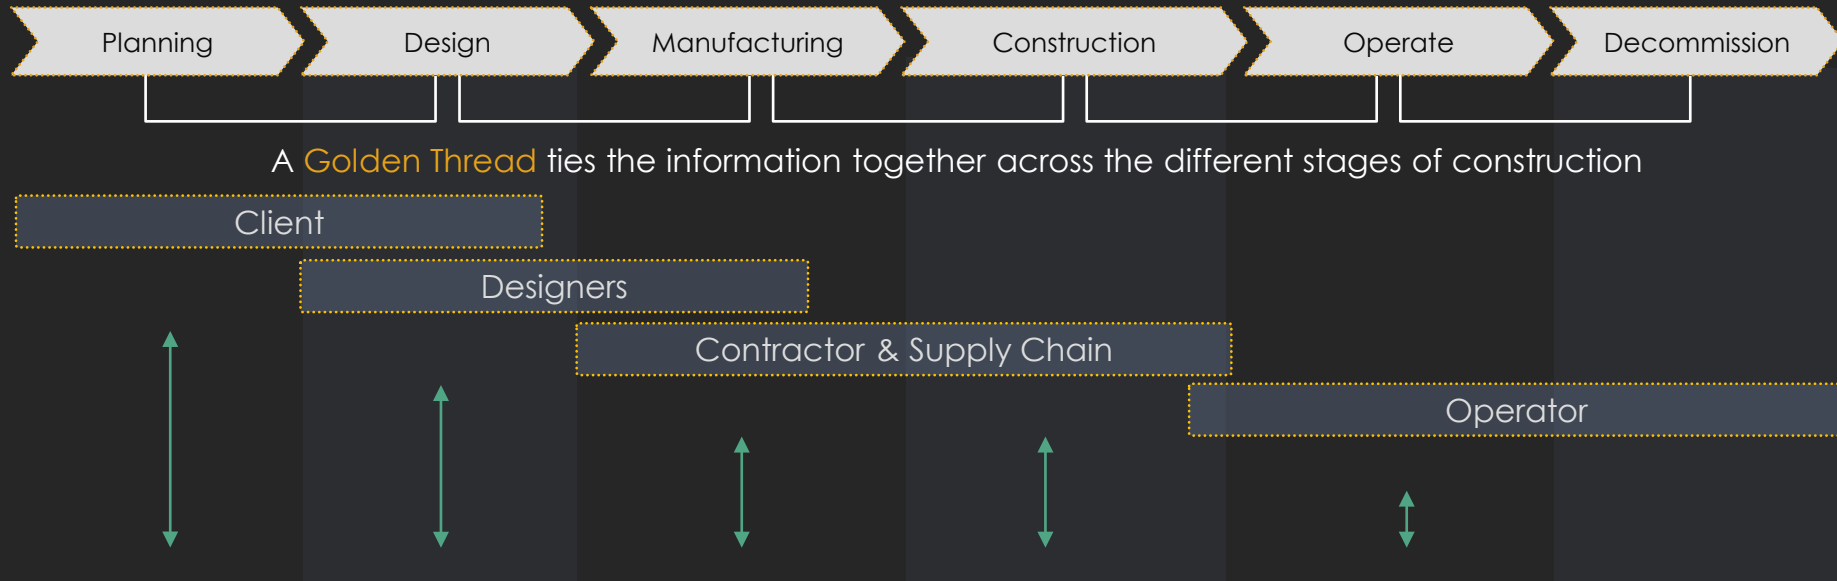 Planning
Design
Manufacturing
Construction
Operate
Decommission
A Golden Thread ties the information together across the different stages of construction
Client
Designers
Contractor & Supply Chain
Operator